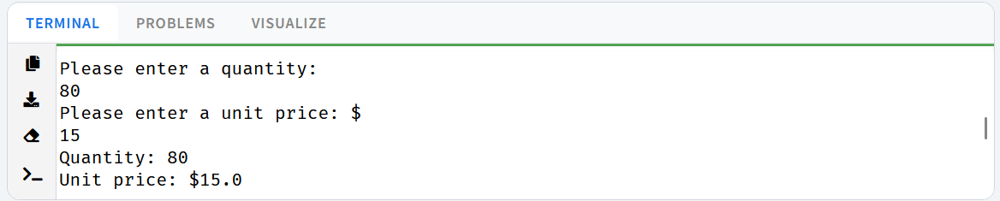 TERMINAL PROBLEMS VISUALIZE
Please enter a quantity:
80
Please enter a unit price: $
15
Quantity: 80
Unit price: $15.0